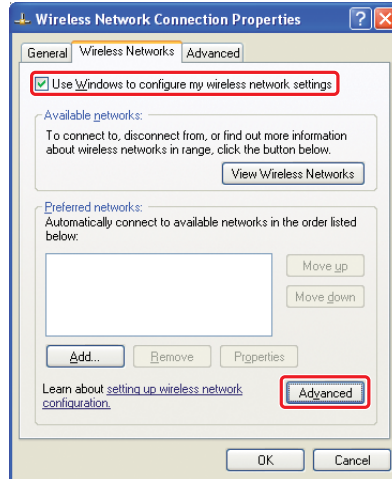 Wireless Network Connection Properties
General Wireless Networks Advanced
Use Windows to configure my wireless network settings
Available networks:
To connect to, disconnect from, or find out more information
about wireless networks in range, click the button below.
View Wireless Networks
Preferred networks:
Automatically connect to available networks in the order listed
below:
Move up
Move down
Add... Remove Properties
Learn about setting up wireless network
configuration.
Advanced
OK Cancel